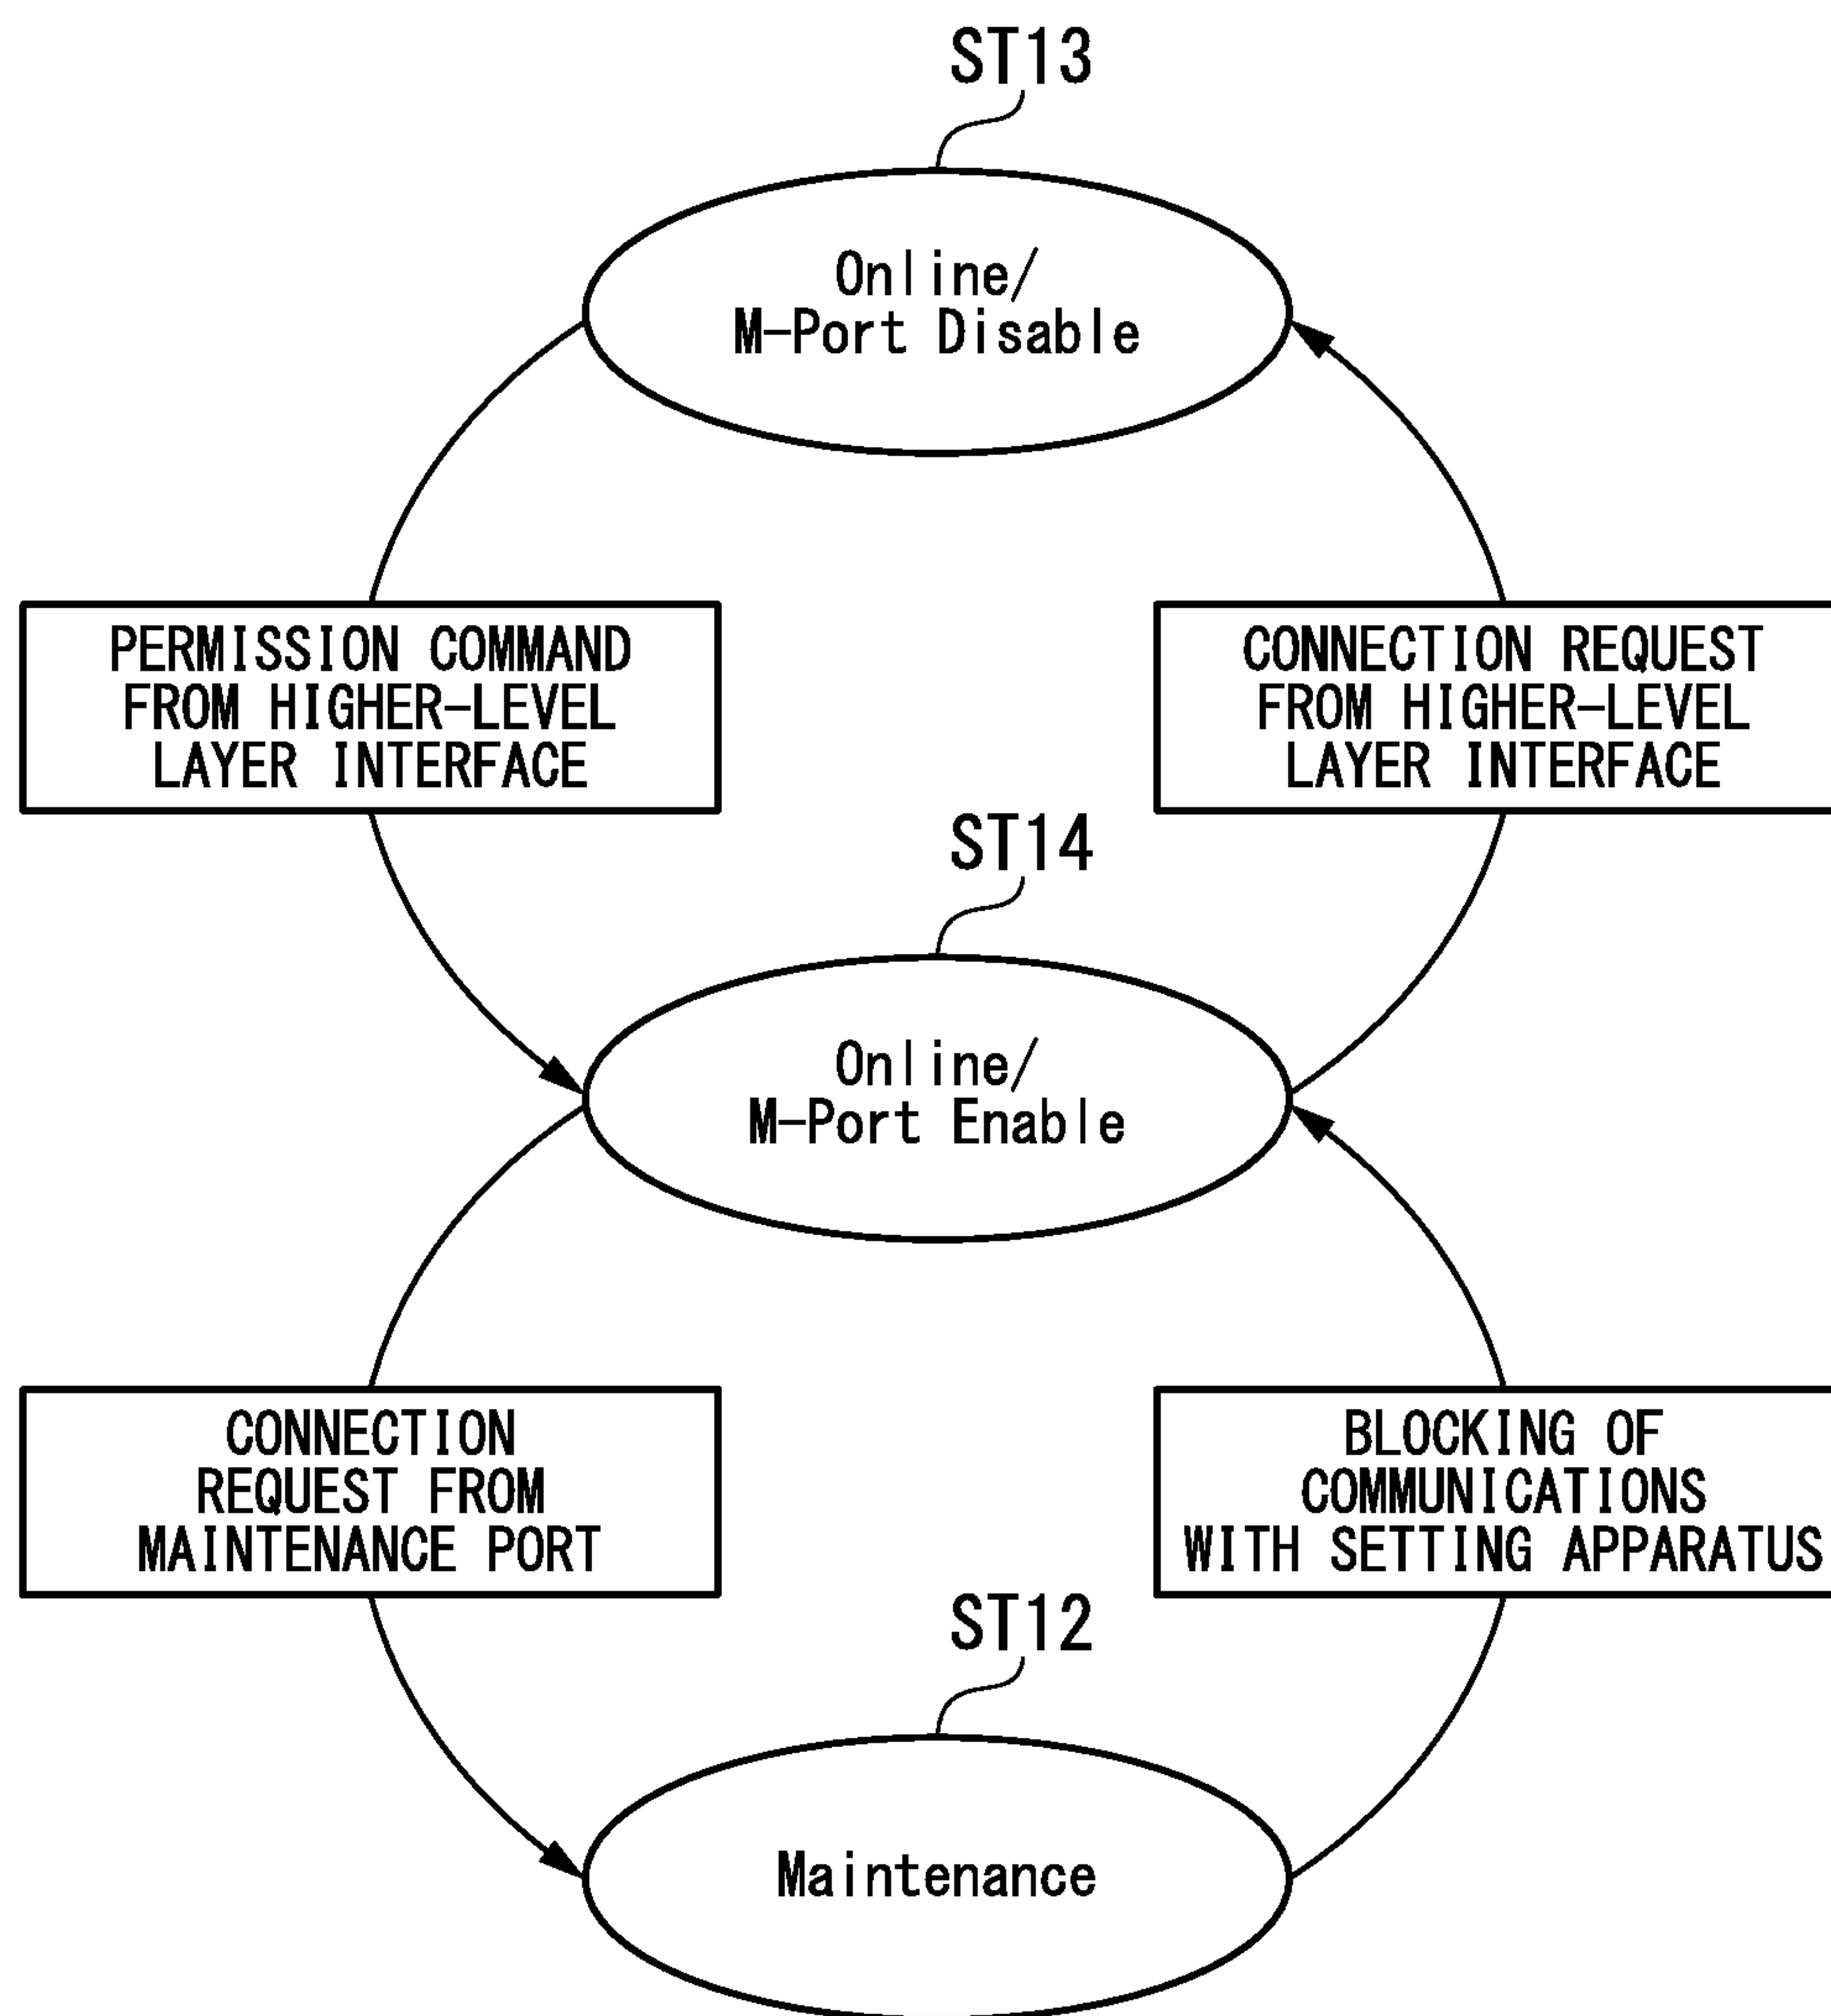 ST13
Online/
M-Port Disable
PERMISSION COMMAND
FROM HIGHER-LEVEL
LAYER INTERFACE
CONNECTION REQUEST
FROM HIGHER-LEVEL
LAYER INTERFACE
ST14
Online/
M-Port Enable
CONNECTION
REQUEST FROM
MAINTENANCE PORT
BLOCKING OF
COMMUNICATIONS
WITH SETTING APPARATUS
ST12
Maintenance